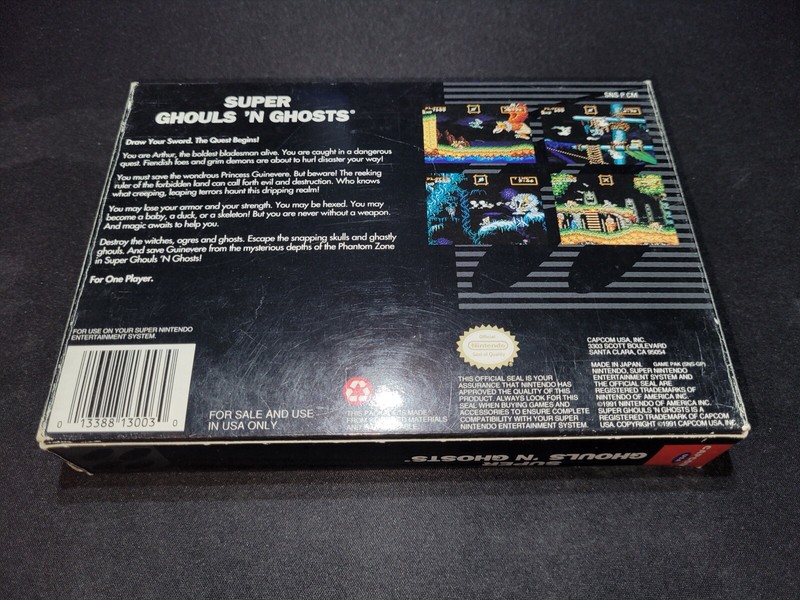 SUPER
GHOULS 'N GHOSTS®
SNS-P-CM
Draw Your Sword. The Quest Begins!
You are Arthur, the boldest bladesman alive. You are caught in a dangerous
quest. Fiendish foes and grim demons are about to hurl disaster your way!
You must save the wondrous Princess Guinevere. But beware! The reeking
ruler of the forbidden land can call forth evil and destruction. Who knows
what creeping, leaping terrors haunt this dripping realm!
You may lose your armor and your strength. You may be hexed. You may
become a baby, a duck, or a skeleton! But you are never without a weapon.
And magic awaits to help you.
Destroy the witches, ogres and ghosts. Escape the snapping skulls and ghastly
ghouls. And save Guinevere from the mysterious depths of the Phantom Zone
in Super Ghouls 'N Ghosts!
For One Player.
FOR USE ON YOUR SUPER NINTENDO
ENTERTAINMENT SYSTEM.
0 13388 13003 0
FOR SALE AND USE
IN USA ONLY
Official
Nintendo
Seal of Quality
THIS OFFICIAL SEAL IS YOUR
ASSURANCE THAT NINTENDO HAS
APPROVED THE QUALITY OF THIS
PRODUCT. ALWAYS LOOK FOR THIS
SEAL WHEN BUYING GAMES AND
ACCESSORIES TO ENSURE COMPLETE
COMPATIBILITY WITH YOUR SUPER
NINTENDO ENTERTAINMENT SYSTEM.
CAPCOM USA, INC.
3303 SCOTT BOULEVARD
SANTA CLARA, CA 95054
MADE IN JAPAN. GAME PAK (SNS-GP)
NINTENDO, SUPER NINTENDO
ENTERTAINMENT SYSTEM AND
THE OFFICIAL SEAL ARE
REGISTERED TRADEMARKS OF
NINTENDO OF AMERICA INC.
©1991 NINTENDO OF AMERICA INC.
SUPER GHOULS 'N GHOSTS IS A
REGISTERED TRADEMARK OF CAPCOM
USA. COPYRIGHT ©1991 CAPCOM USA, INC.
SUPER
GHOULS 'N GHOSTS®